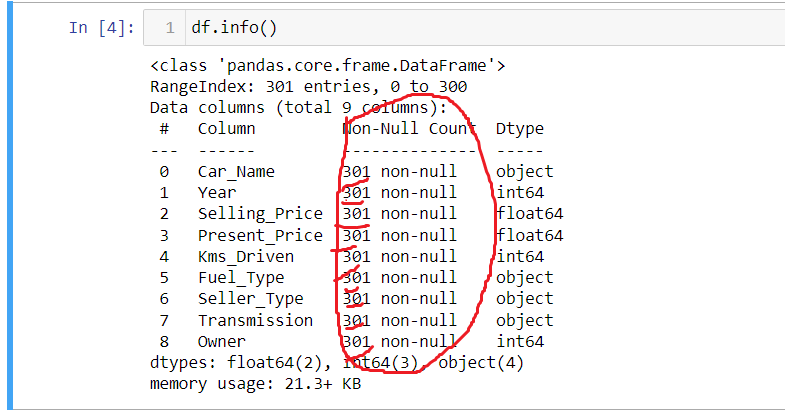 In [4]: 1 df.info()
<class 'pandas.core.frame.DataFrame'>
RangeIndex: 301 entries, 0 to 300
Data columns (total 9 columns):
# Column Non-Null Count Dtype
--- ------ -------------- -----
0 Car_Name 301 non-null object
1 Year 301 non-null int64
2 Selling_Price 301 non-null float64
3 Present_Price 301 non-null float64
4 Kms_Driven 301 non-null int64
5 Fuel_Type 301 non-null object
6 Seller_Type 301 non-null object
7 Transmission 301 non-null object
8 Owner 301 non-null int64
dtypes: float64(2), int64(3), object(4)
memory usage: 21.3+ KB